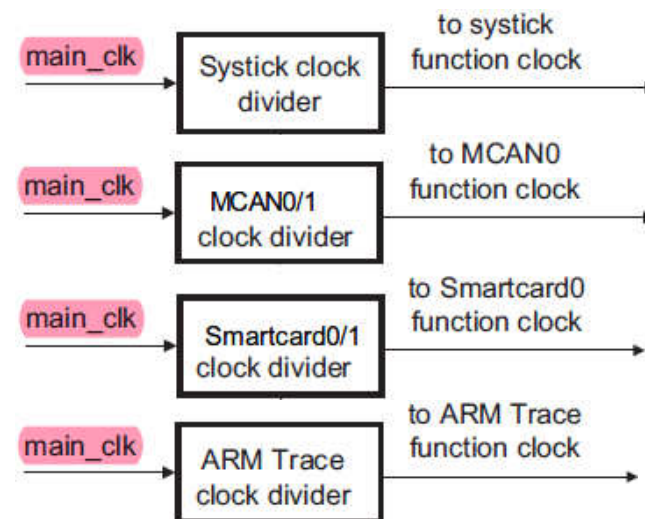 to systick
main_clk
Systick clock
function clock
divider
to MCAN0
main_clk
MCAN0/1
function clock
clock divider
to Smartcard0
main_clk
Smartcard0/1
function clock
clock divider
to ARM Trace
main_clk
ARM Trace
function clock
clock divider